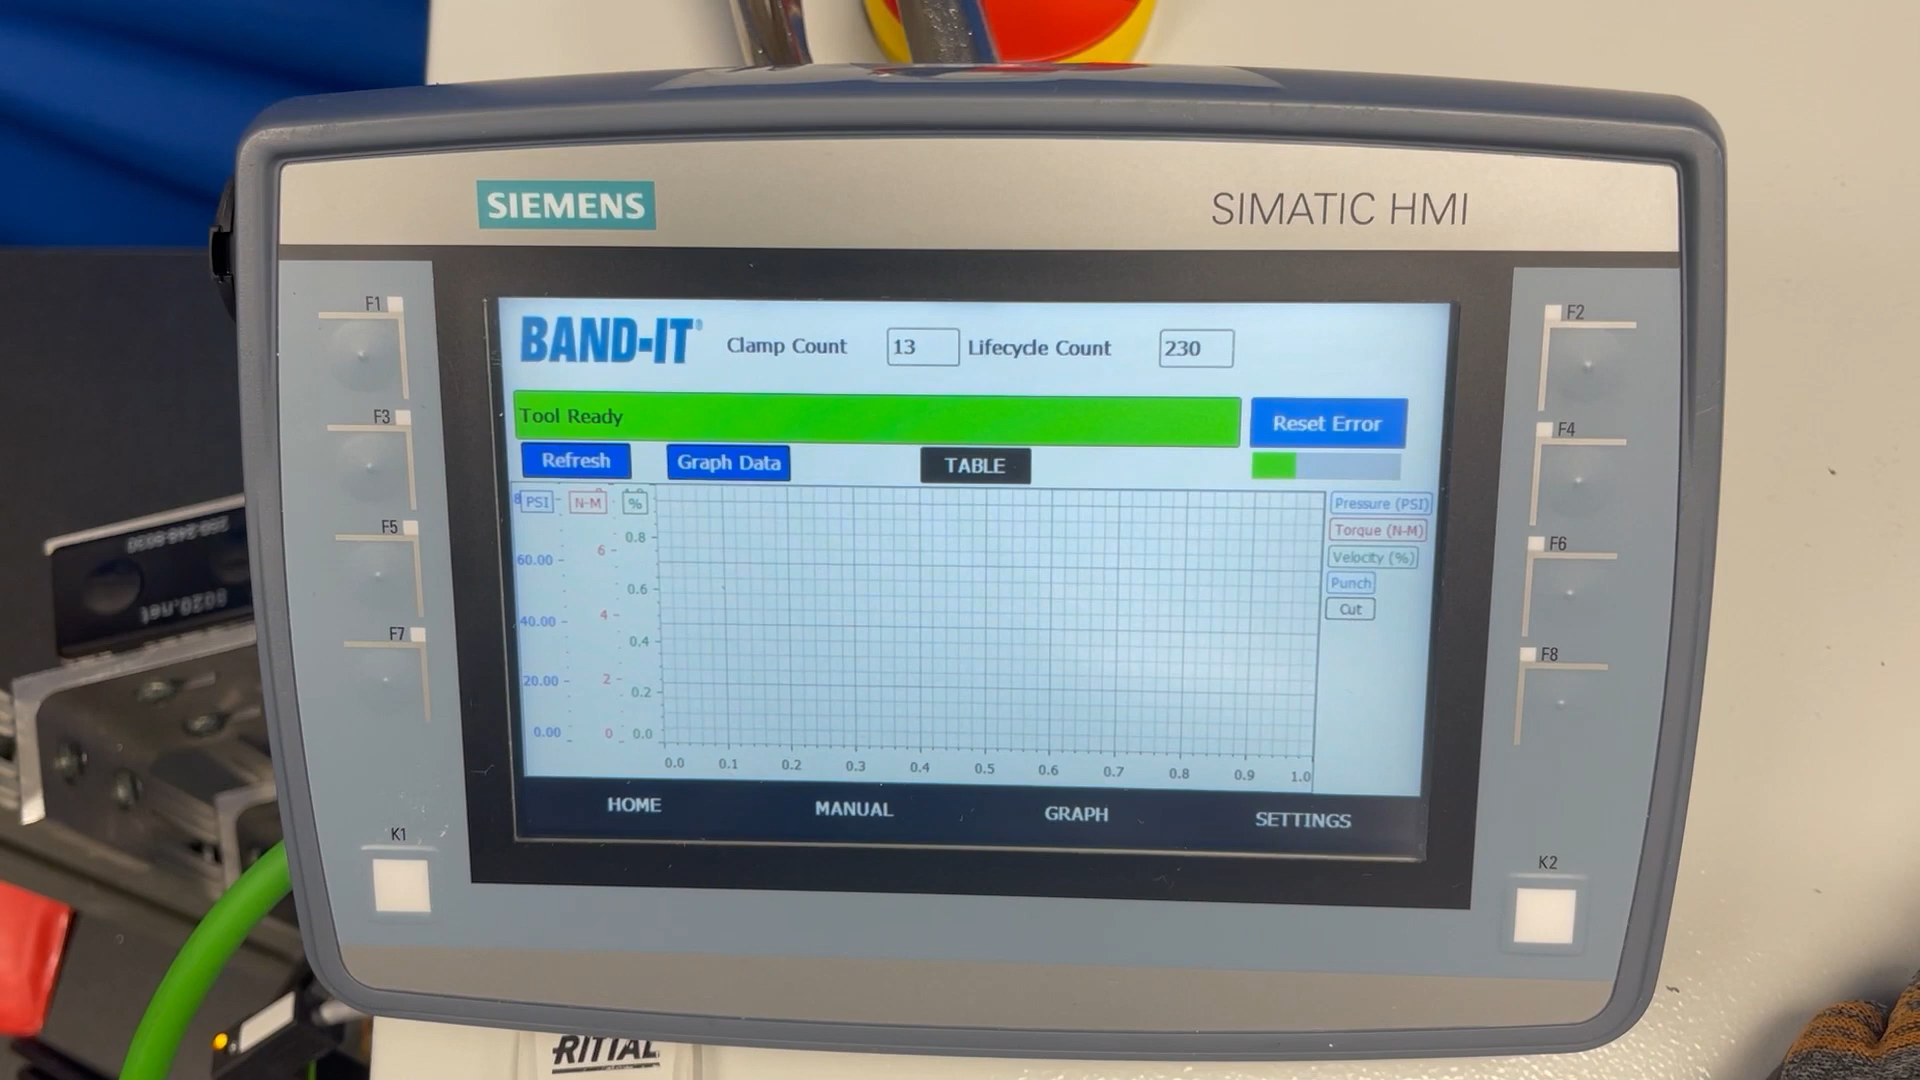 SIEMENS
SIMATIC HMI
F1
F2
F3
F4
F5
F6
F7
F8
K1
K2
BAND-IT®
Clamp Count 13 Lifecycle Count 230
Tool Ready
Reset Error
Refresh
Graph Data
TABLE
PSI N-M %
60.00
40.00
20.00
0.00
6
4
2
0
0.8
0.6
0.4
0.2
0.0
0.0 0.1 0.2 0.3 0.4 0.5 0.6 0.7 0.8 0.9 1.0
Pressure (PSI)
Torque (N-M)
Velocity (%)
Punch
Cut
HOME MANUAL GRAPH SETTINGS
8020.net
RITTAL